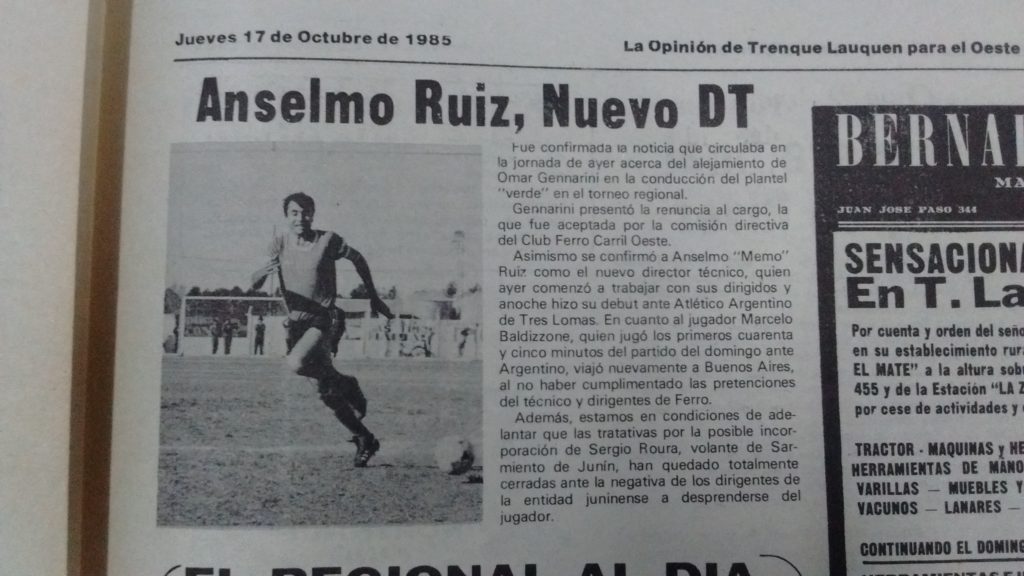 Jueves 17 de Octubre de 1985
La Opinión de Trenque Lauquen para el Oeste
Anselmo Ruiz, Nuevo DT
Fue confirmada la noticia que circulaba en
la jornada de ayer acerca del alejamiento de
Omar Gennarini en la conducción del plantel
"verde" en el torneo regional.
Gennarini presentó la renuncia al cargo, la
que fue aceptada por la comisión directiva
del Club Ferro Carril Oeste.
Asimismo se confirmó a Anselmo "Memo"
Ruiz como el nuevo director técnico, quien
ayer comenzó a trabajar con sus dirigidos y
anoche hizo su debut ante Atlético Argentino
de Tres Lomas. En cuanto al jugador Marcelo
Baldizzone, quien jugó los primeros cuarenta
y cinco minutos del partido del domingo ante
Argentino, viajó nuevamente a Buenos Aires,
al no haber cumplimentado las pretenciones
del técnico y dirigentes de Ferro.
Además, estamos en condiciones de ade-
lantar que las tratativas por la posible incor-
poración de Sergio Roura, volante de Sar-
miento de Junín, han quedado totalmente
cerradas ante la negativa de los dirigentes de
la entidad juninense a desprenderse del
jugador.
EL REGIONAL AL DIA
BERNA
MA
JUAN JOSE PASO 344
SENSACIONA
En T. La
Por cuenta y orden del seño
en su establecimiento rura
EL MATE" a la altura sob
455 y de la Estación "LA Z
por cese de actividades y
TRACTOR - MAQUINAS y HE
HERRAMIENTAS DE MANO
VARILLAS — MUEBLES Y
VACUNOS — LANARES —
CONTINUANDO EL DOMING